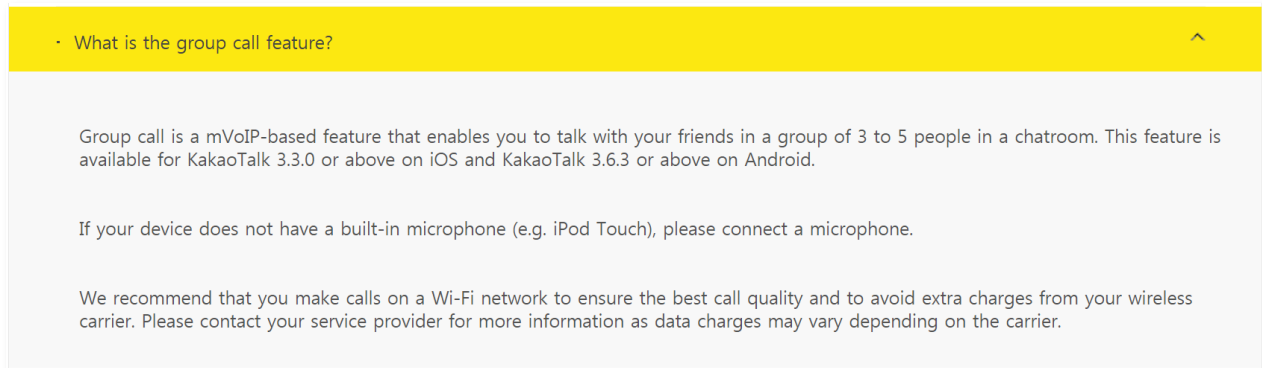 · What is the group call feature?
Group call is a mVoIP-based feature that enables you to talk with your friends in a group of 3 to 5 people in a chatroom. This feature is
available for KakaoTalk 3.3.0 or above on iOS and KakaoTalk 3.6.3 or above on Android.
If your device does not have a built-in microphone (e.g. iPod Touch), please connect a microphone.
We recommend that you make calls on a Wi-Fi network to ensure the best call quality and to avoid extra charges from your wireless
carrier. Please contact your service provider for more information as data charges may vary depending on the carrier.